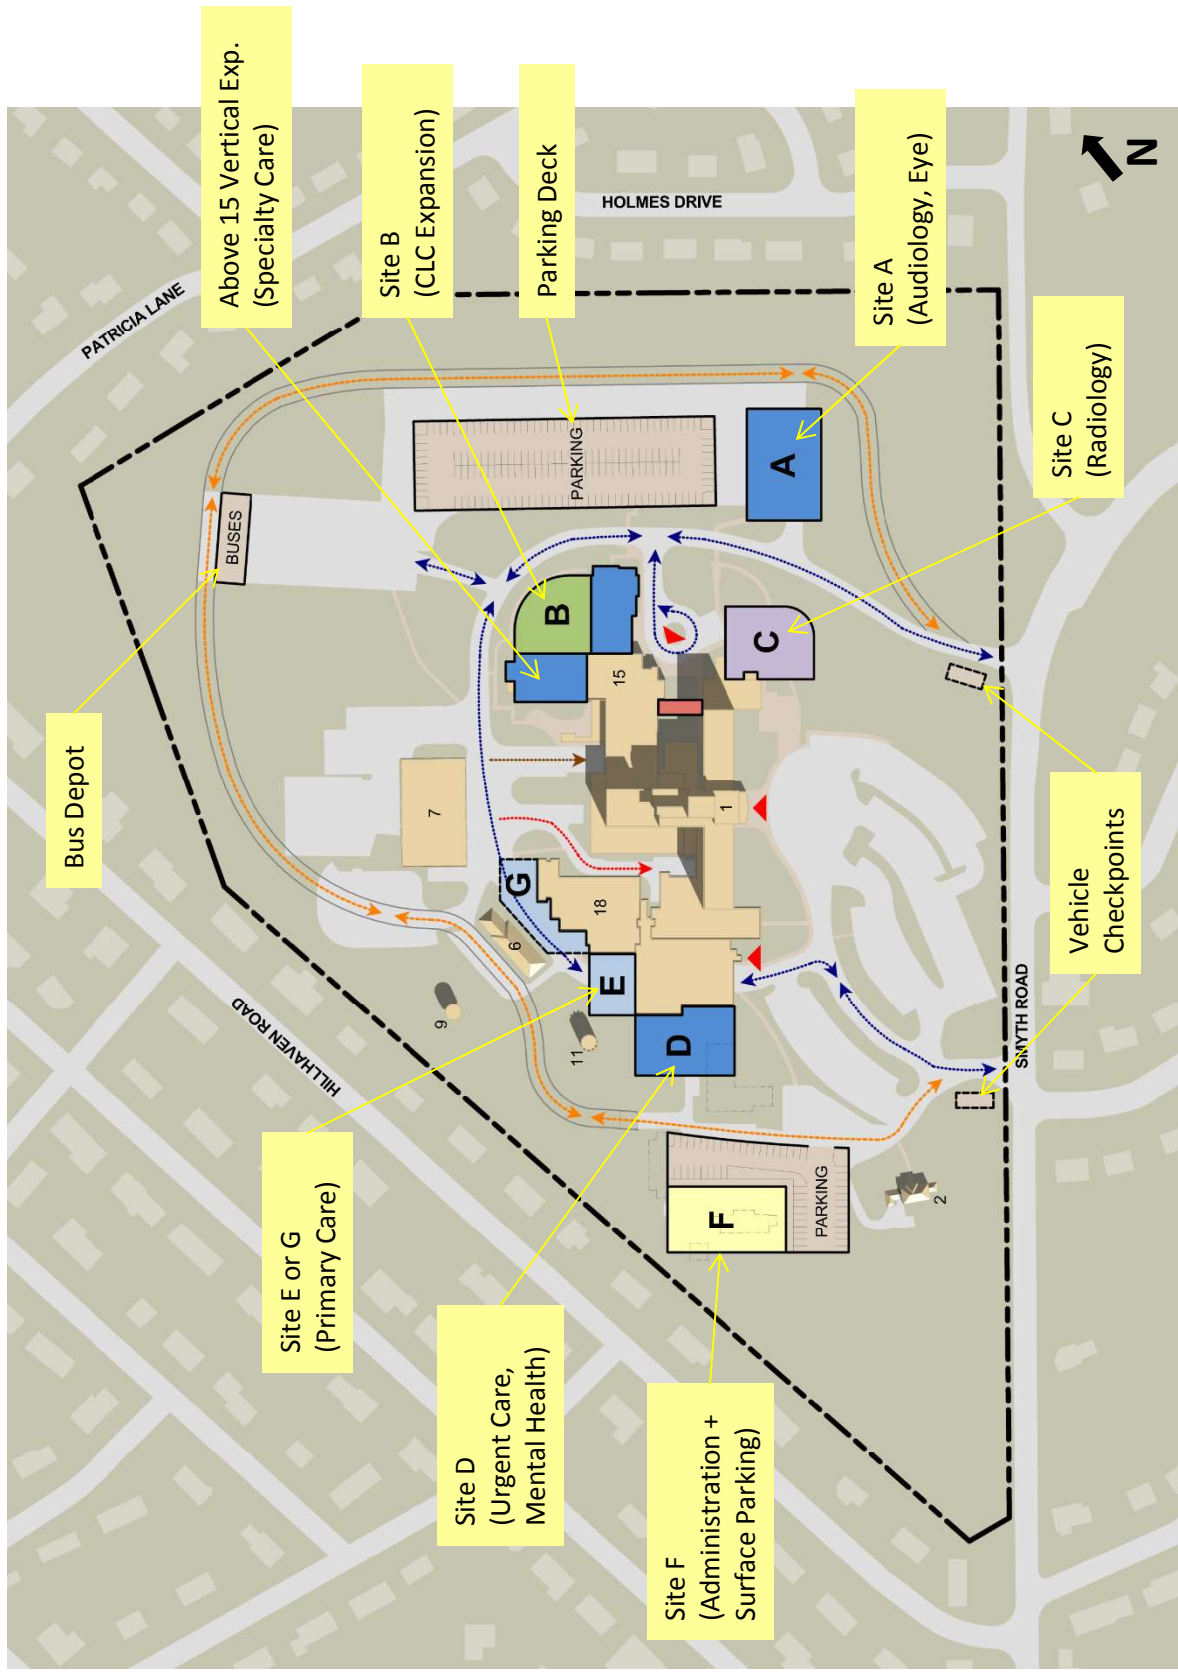 Bus Depot
Above 15 Vertical Exp.
(Specialty Care)
Site B
(CLC Expansion)
Parking Deck
Site A
(Audiology, Eye)
Site C
(Radiology)
Vehicle
Checkpoints
Site E or G
(Primary Care)
Site D
(Urgent Care,
Mental Health)
Site F
(Administration +
Surface Parking)
PATRICIA LANE
HOLMES DRIVE
HILLHAVEN ROAD
SMYTH ROAD
N
BUSES
PARKING
A
B
C
15
7
1
G
18
6
E
9
11
D
F
PARKING
2